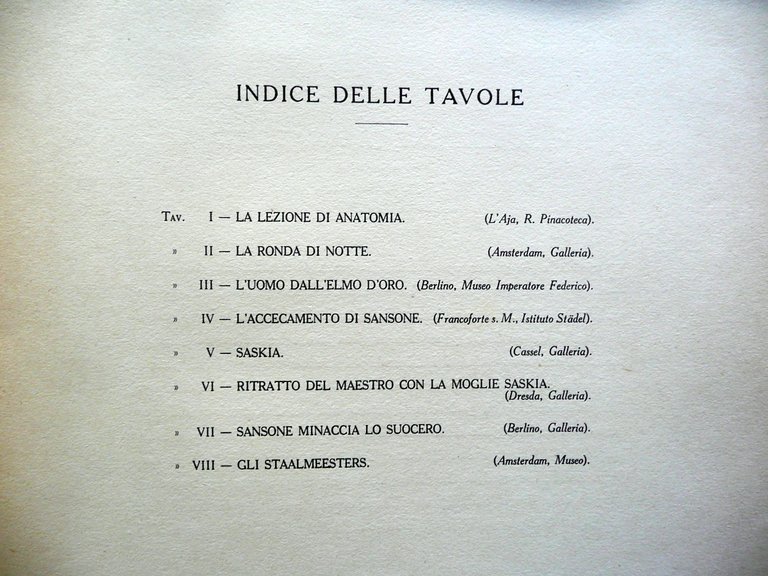 INDICE DELLE TAVOLE
Tav. I — LA LEZIONE DI ANATOMIA. (L'Aja, R. Pinacoteca).
» II — LA RONDA DI NOTTE. (Amsterdam, Galleria).
» III — L'UOMO DALL'ELMO D'ORO. (Berlino, Museo Imperatore Federico).
» IV — L'ACCECAMENTO DI SANSONE. (Francoforte s. M., Istituto Städel).
» V — SASKIA. (Cassel, Galleria).
» VI — RITRATTO DEL MAESTRO CON LA MOGLIE SASKIA.
(Dresda, Galleria).
» VII — SANSONE MINACCIA LO SUOCERO. (Berlino, Galleria).
» VIII — GLI STAALMEESTERS. (Amsterdam, Museo).